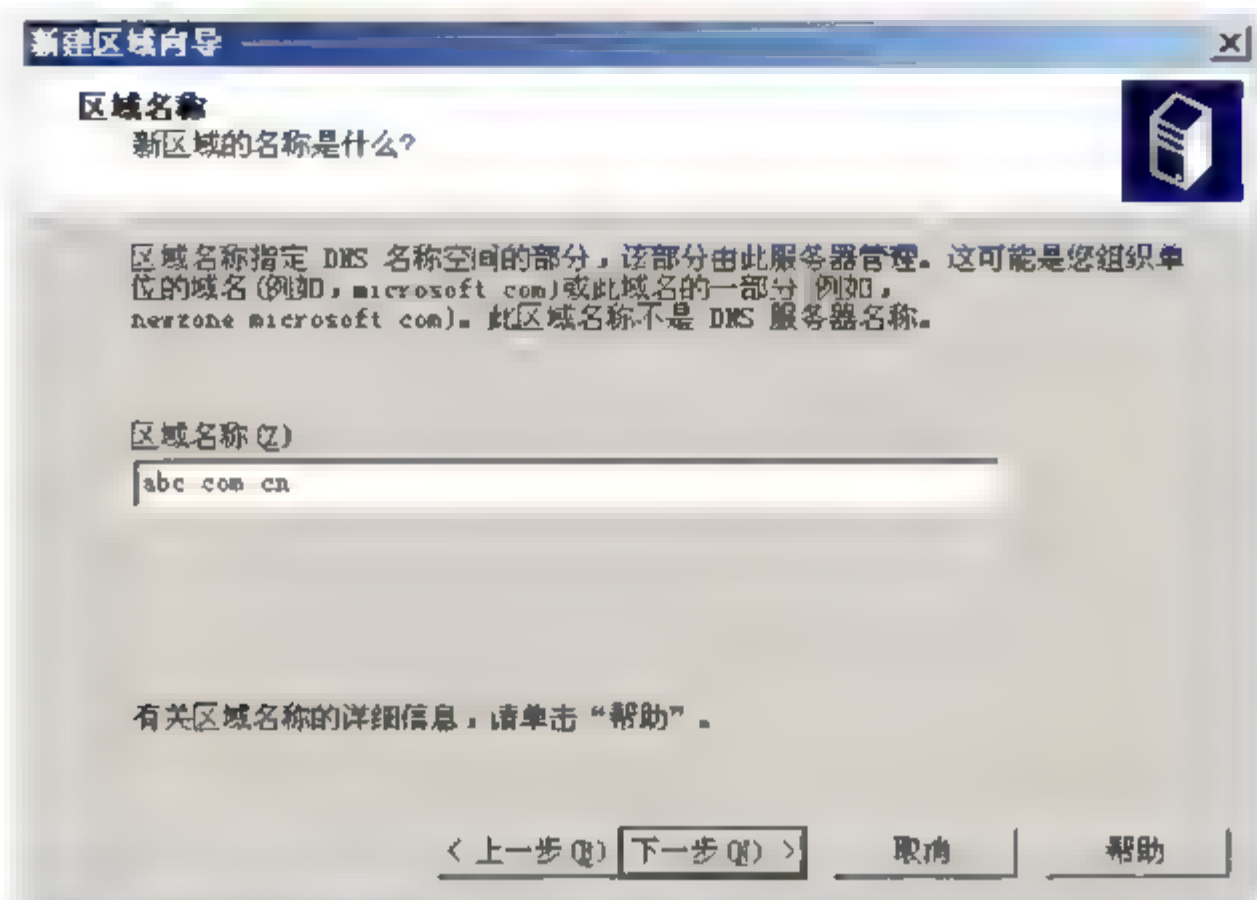 新建区域向导
区域名称
新区域的名称是什么?
区域名称指定 DNS 名称空间的部分，该部分由此服务器管理。这可能是您组织单
位的域名(例如，microsoft com)或此域名的一部分 例如，
newzone microsoft com)。此区域名称不是 DNS 服务器名称。
区域名称(Z)
abc com cn
有关区域名称的详细信息，请单击“帮助”。
< 上一步(B) 下一步(N) > 取消 帮助